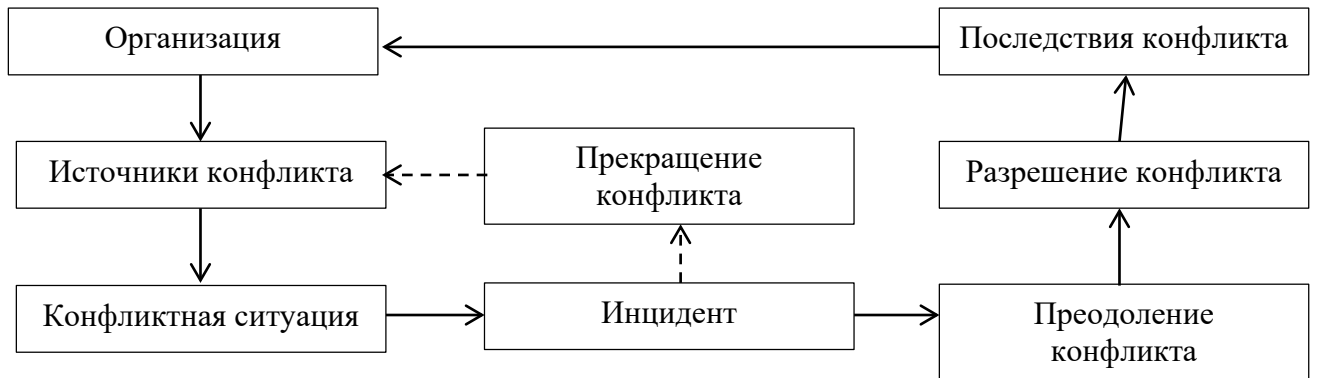 Организация
Последствия конфликта
Источники конфликта
Прекращение
конфликта
Разрешение конфликта
Конфликтная ситуация
Инцидент
Преодоление
конфликта